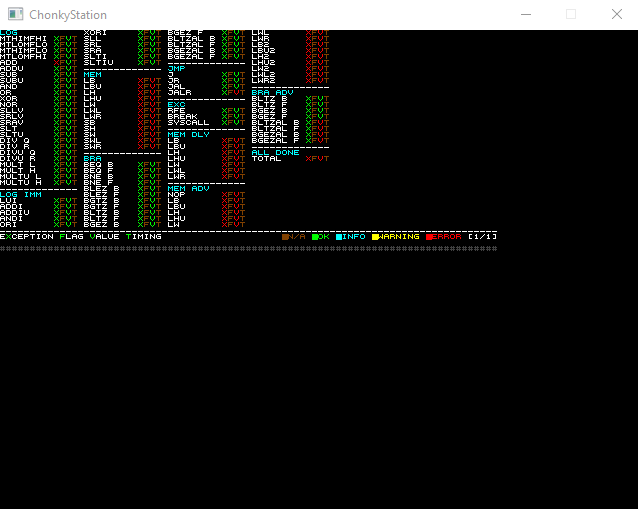 ChonkyStation
LOG
MTHIMFHI XFVT
MTLOMFLO XFVT
MTHIMFLO XFVT
MTLOMFHI XFVT
ADD XFVT
ADDU XFVT
SUB XFVT
SUBU XFVT
AND XFVT
OR XFVT
XOR XFVT
NOR XFVT
SLLV XFVT
SRLV XFVT
SRAV XFVT
SLT XFVT
SLTU XFVT
DIV Q XFVT
DIV R XFVT
DIVU Q XFVT
DIVU R XFVT
MULT L XFVT
MULT H XFVT
MULTU L XFVT
MULTU H XFVT
LOG IMM
LUI XFVT
ADDI XFVT
ADDIU XFVT
ANDI XFVT
ORI XFVT
XORI XFVT
SLL XFVT
SRL XFVT
SRA XFVT
SLTI XFVT
SLTIU XFVT
MEM
LB XFVT
LBU XFVT
LH XFVT
LHU XFVT
LW XFVT
LWL XFVT
LWR XFVT
SB XFVT
SH XFVT
SW XFVT
SWL XFVT
SWR XFVT
BRA
BEQ B XFVT
BEQ F XFVT
BNE B XFVT
BNE F XFVT
BLEZ B XFVT
BLEZ F XFVT
BGTZ B XFVT
BGTZ F XFVT
BLTZ B XFVT
BLTZ F XFVT
BGEZ B XFVT
BGEZ F XFVT
BLTZAL B XFVT
BLTZAL F XFVT
BGEZAL B XFVT
BGEZAL F XFVT
JMP
J XFVT
JR XFVT
JAL XFVT
JALR XFVT
EXC
RFE XFVT
BREAK XFVT
SYSCALL XFVT
MEM DLY
LB XFVT
LBU XFVT
LH XFVT
LHU XFVT
LW XFVT
LWL XFVT
LWR XFVT
MEM ADV
NOP XFVT
LB XFVT
LBU XFVT
LH XFVT
LHU XFVT
LW XFVT
LWL XFVT
LWR XFVT
LB2 XFVT
LBU2 XFVT
LH2 XFVT
LHU2 XFVT
LW2 XFVT
LWL2 XFVT
LWR2 XFVT
BRA ADV
BLTZ B XFVT
BLTZ F XFVT
BGEZ B XFVT
BGEZ F XFVT
BLTZAL B XFVT
BLTZAL F XFVT
BGEZAL B XFVT
BGEZAL F XFVT
ALL DONE
TOTAL XFVT
EXCEPTION FLAG VALUE TIMING N/A OK INFO WARNING ERROR [1/1]